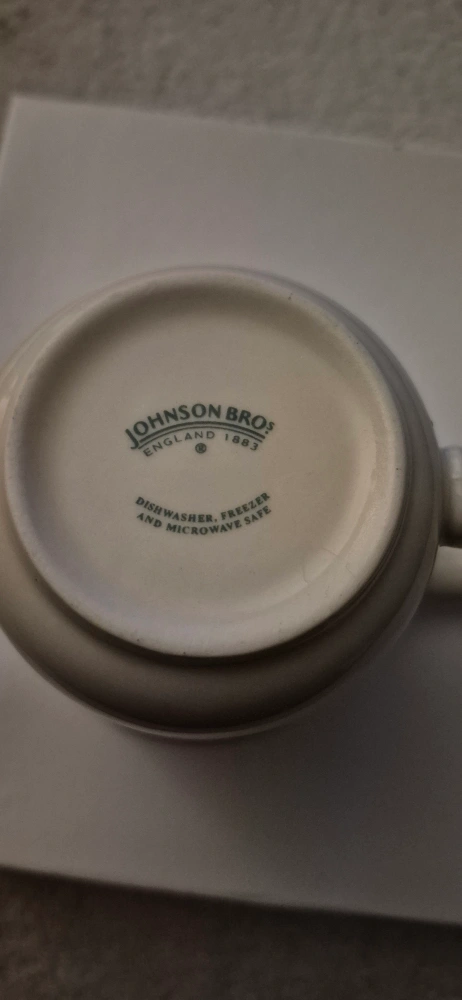 JOHNSON BROS
ENGLAND 1883
®
DISHWASHER, FREEZER
AND MICROWAVE SAFE